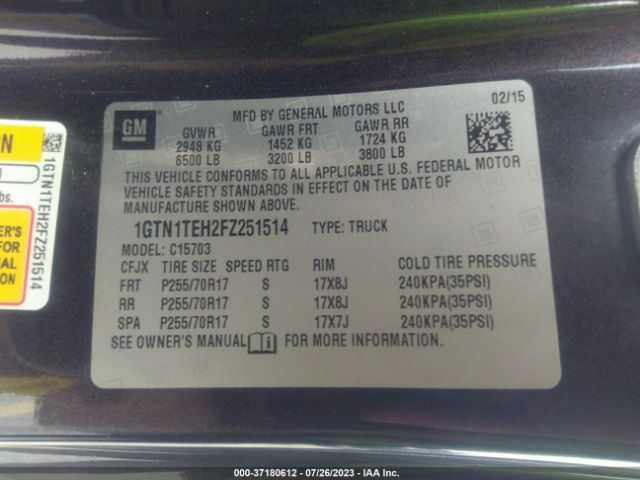 GM
MFD BY GENERAL MOTORS LLC 02/15
GVWR GAWR FRT GAWR RR
2948 KG 1452 KG 1724 KG
6500 LB 3200 LB 3800 LB
THIS VEHICLE CONFORMS TO ALL APPLICABLE U.S. FEDERAL MOTOR
VEHICLE SAFETY STANDARDS IN EFFECT ON THE DATE OF
MANUFACTURE SHOWN ABOVE.
1GTN1TEH2FZ251514 TYPE: TRUCK
MODEL: C15703
CFJX TIRE SIZE SPEED RTG RIM COLD TIRE PRESSURE
FRT P255/70R17 S 17X8J 240KPA(35PSI)
RR P255/70R17 S 17X8J 240KPA(35PSI)
SPA P255/70R17 S 17X7J 240KPA(35PSI)
SEE OWNER'S MANUAL FOR MORE INFORMATION.
1GTN1TEH2FZ251514
lbs.
FOR
000-37180612 / 07/26/2023 - IAA Inc.